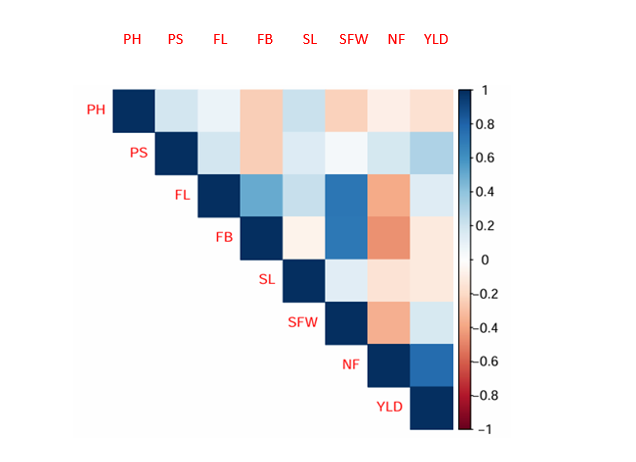 PH PS FL FB SL SFW NF YLD
PH
PS
FL
FB
SL
SFW
NF
YLD
1
0.8
0.6
0.4
0.2
0
-0.2
-0.4
-0.6
-0.8
-1